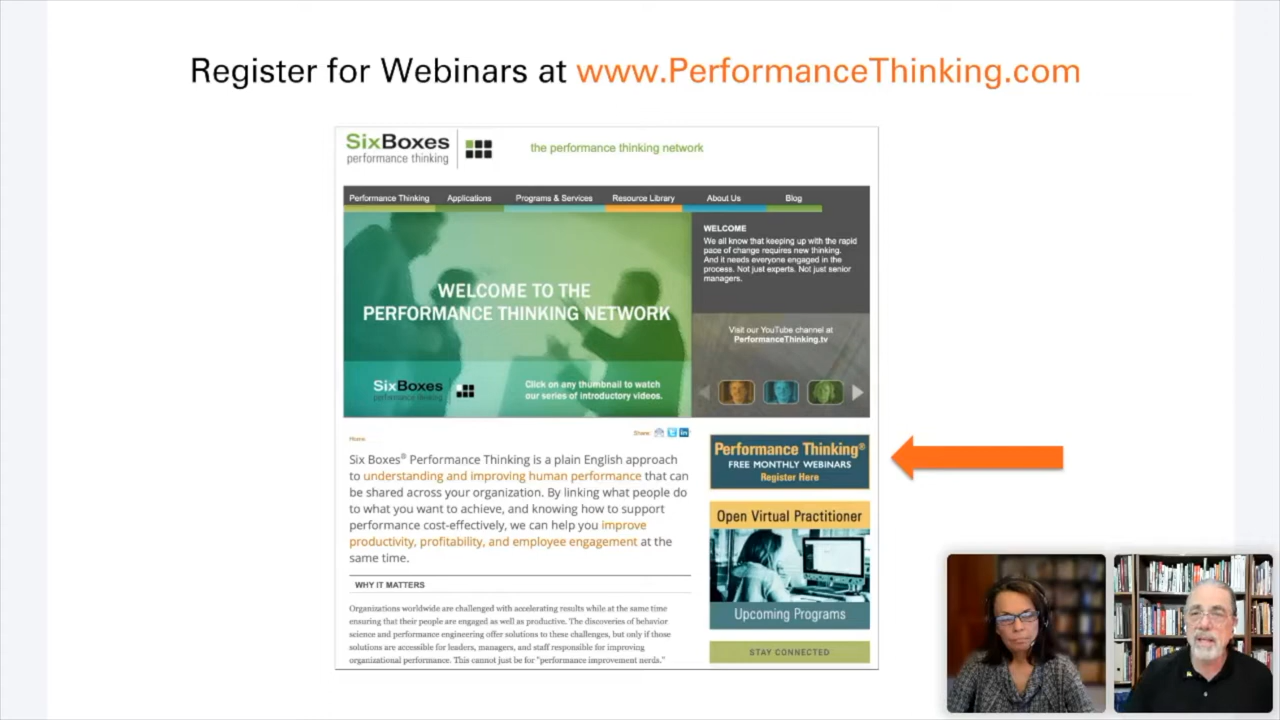 Register for Webinars at www.PerformanceThinking.com
SixBoxes
performance thinking
the performance thinking network
Performance Thinking Applications Programs & Services Resource Library About Us Blog
WELCOME TO THE
PERFORMANCE THINKING NETWORK
SixBoxes
performance thinking
Click on any thumbnail to watch
our series of introductory videos.
WELCOME
We all know that keeping up with the rapid
pace of change requires new thinking.
And it needs everyone engaged in the
process. Not just experts. Not just senior
managers.
Visit our YouTube channel at
PerformanceThinking.tv
Home
Share:
Six Boxes® Performance Thinking is a plain English approach
to understanding and improving human performance that can
be shared across your organization. By linking what people do
to what you want to achieve, and knowing how to support
performance cost-effectively, we can help you improve
productivity, profitability, and employee engagement at the
same time.
WHY IT MATTERS
Organizations worldwide are challenged with accelerating results while at the same time
ensuring that their people are engaged as well as productive. The discoveries of behavior
science and performance engineering offer solutions to these challenges, but only if those
solutions are accessible for leaders, managers, and staff responsible for improving
organizational performance. This cannot just be for "performance improvement nerds."
Performance Thinking®
FREE MONTHLY WEBINARS
Register Here
Open Virtual Practitioner
Upcoming Programs
STAY CONNECTED